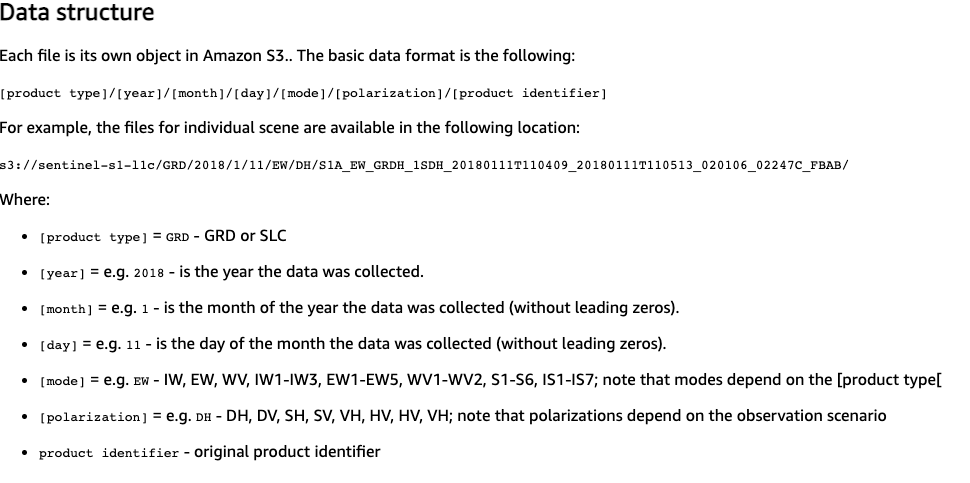 Data structure
Each file is its own object in Amazon S3.. The basic data format is the following:
[product type]/[year]/[month]/[day]/[mode]/[polarization]/[product identifier]
For example, the files for individual scene are available in the following location:
s3://sentinel-s1-l1c/GRD/2018/1/11/EW/DH/S1A_EW_GRDH_1SDH_20180111T110409_20180111T110513_020106_02247C_FBAB/
Where:
• [product type] = GRD - GRD or SLC
• [year] = e.g. 2018 - is the year the data was collected.
• [month] = e.g. 1 - is the month of the year the data was collected (without leading zeros).
• [day] = e.g. 11 - is the day of the month the data was collected (without leading zeros).
• [mode] = e.g. EW - IW, EW, WV, IW1-IW3, EW1-EW5, WV1-WV2, S1-S6, IS1-IS7; note that modes depend on the [product type[
• [polarization] = e.g. DH - DH, DV, SH, SV, VH, HV, HV, VH; note that polarizations depend on the observation scenario
• product identifier - original product identifier